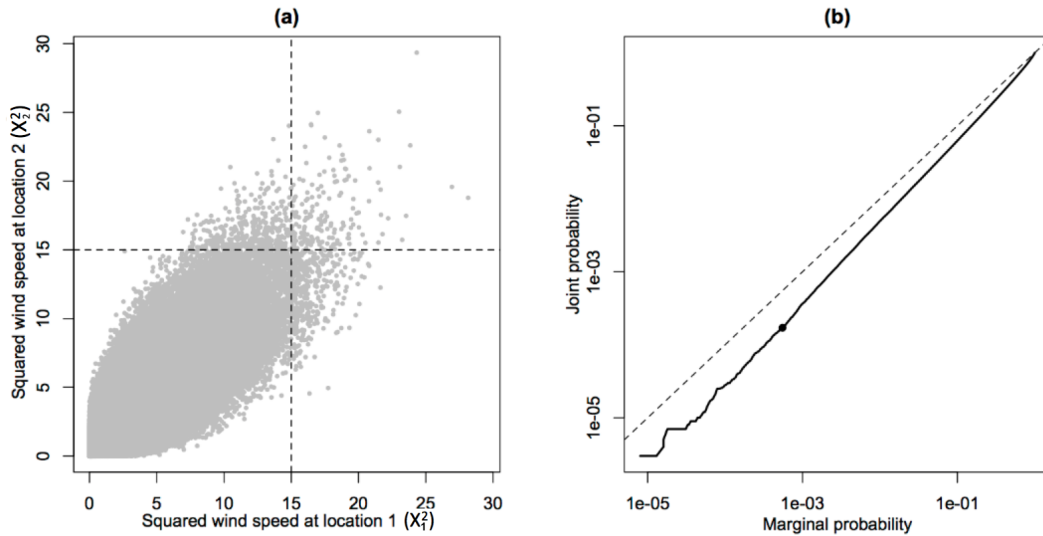 (a)
30
25
20
15
10
5
0
Squared wind speed at location 2 (X₂²)
0 5 10 15 20 25 30
Squared wind speed at location 1 (X₁²)
(b)
1e-01
1e-03
1e-05
Joint probability
1e-05 1e-03 1e-01
Marginal probability